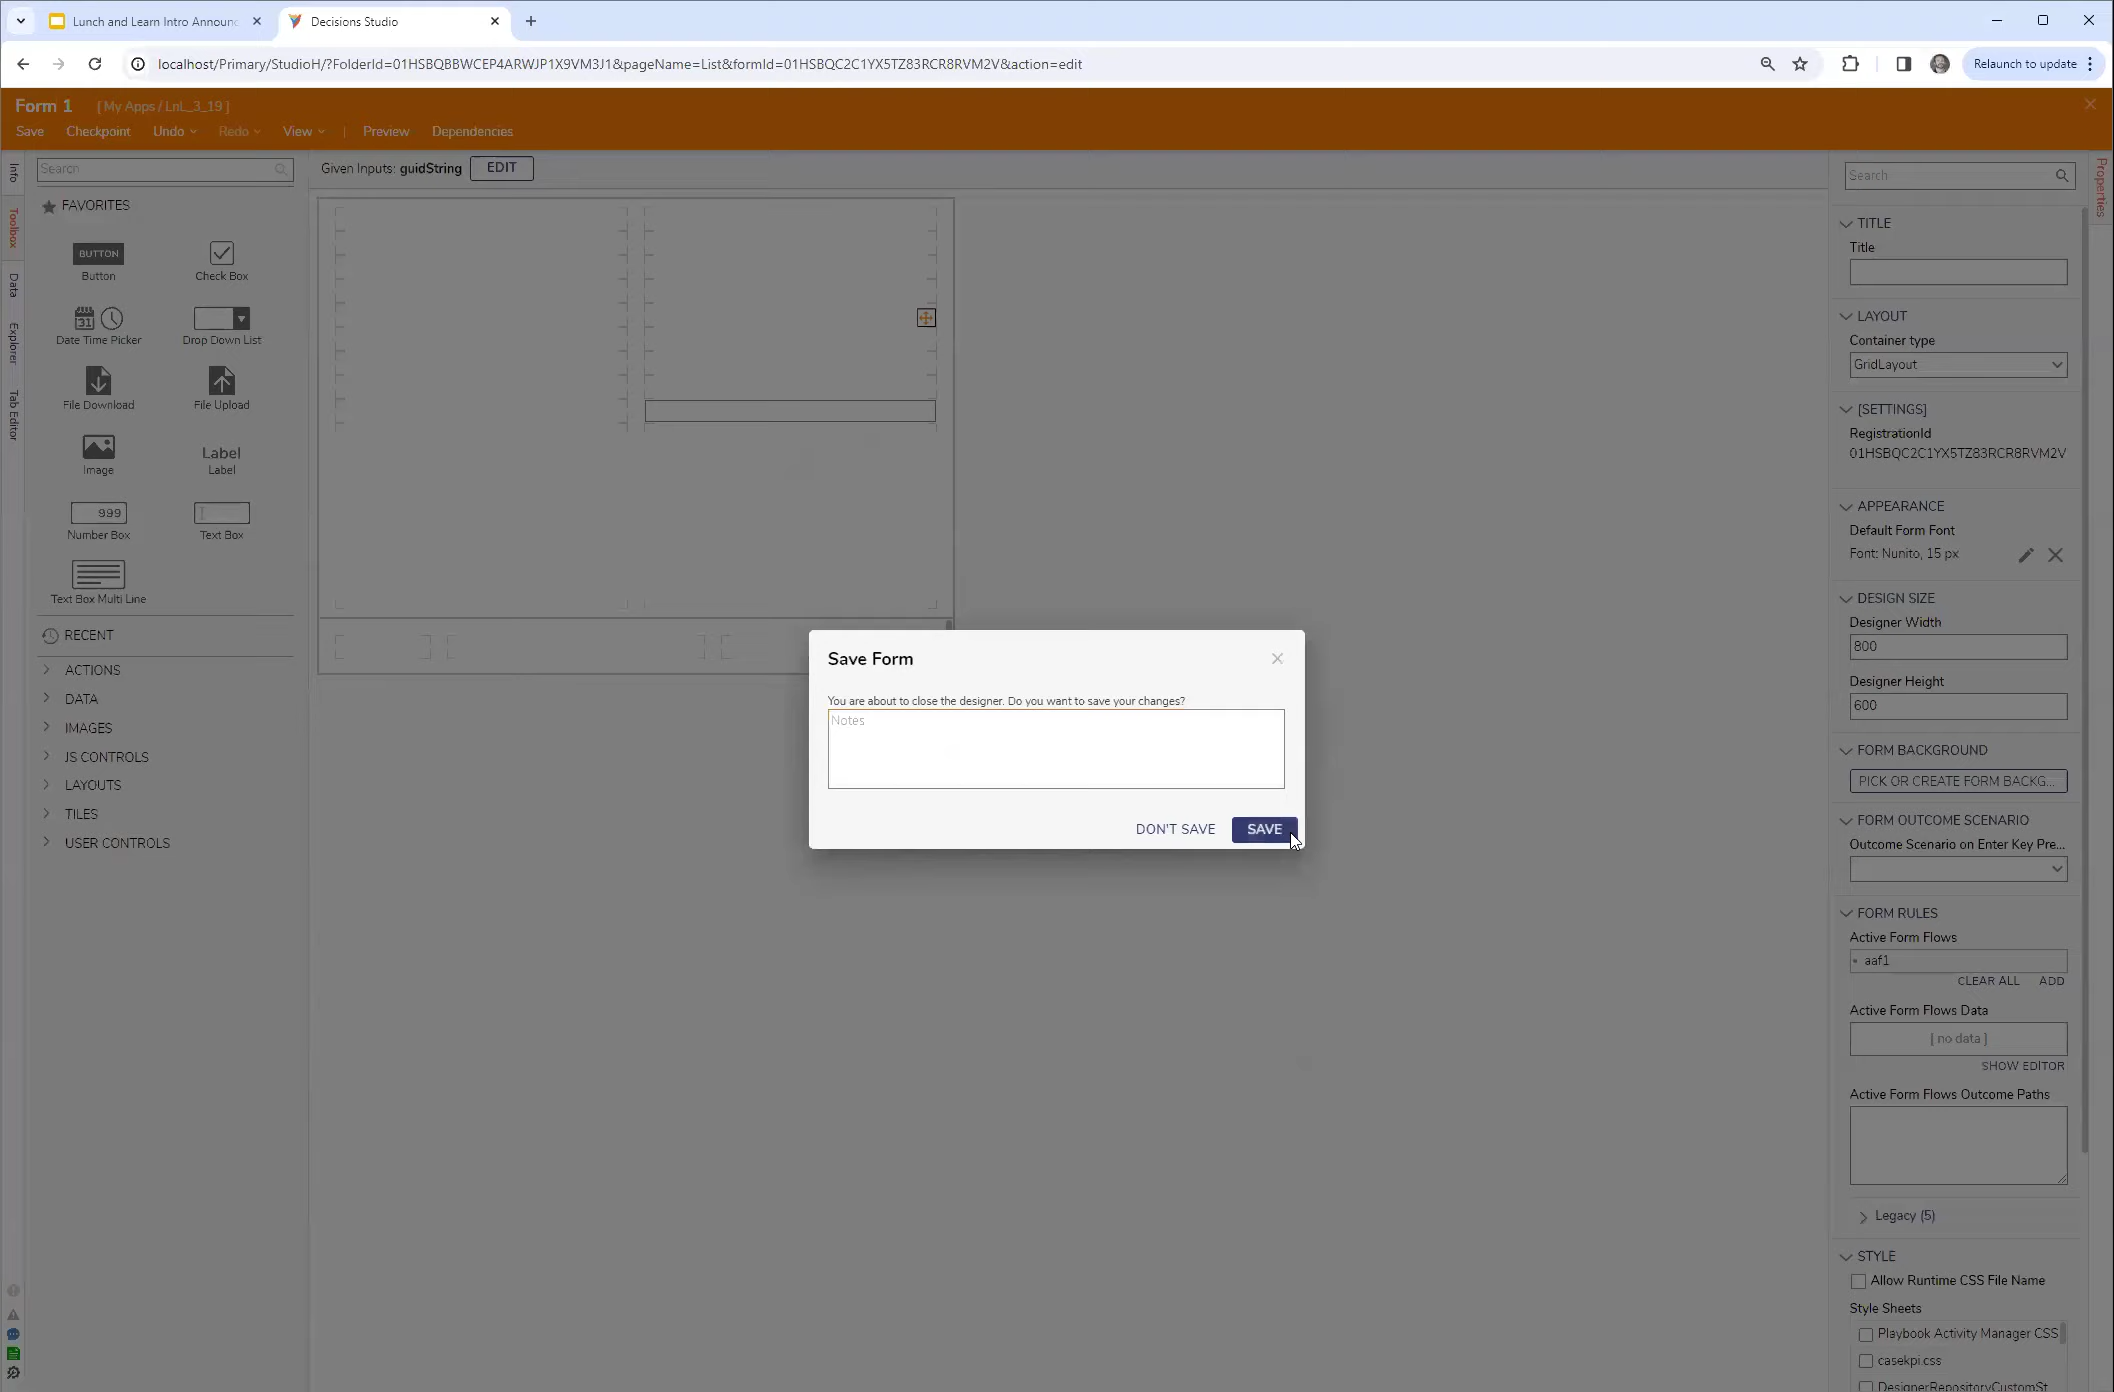 Lunch and Learn Intro Announc
Decisions Studio
localhost/Primary/StudioH/?FolderId=01HSBQBBWCEP4ARWJP1X9VM3J1&pageName=List&formId=01HSBQC2C1YX5TZ83RCR8RVM2V&action=edit
Relaunch to update
Form 1 [ My Apps / LnL_3_19 ]
Save Checkpoint Undo Redo View | Preview Dependencies
Info
Toolbox
Data
Explorer
Tab Editor
Search
FAVORITES
BUTTON
Button Check Box
31
Date Time Picker Drop Down List
File Download File Upload
Label
Image Label
999
Number Box Text Box
Text Box Multi Line
RECENT
ACTIONS
DATA
IMAGES
JS CONTROLS
LAYOUTS
TILES
USER CONTROLS
Given Inputs: guidString EDIT
Save Form
You are about to close the designer. Do you want to save your changes?
Notes
DON'T SAVE SAVE
Properties
Search
TITLE
Title
LAYOUT
Container type
GridLayout
[SETTINGS]
RegistrationId
01HSBQC2C1YX5TZ83RCR8RVM2V
APPEARANCE
Default Form Font
Font: Nunito, 15 px
DESIGN SIZE
Designer Width
800
Designer Height
600
FORM BACKGROUND
PICK OR CREATE FORM BACKG...
FORM OUTCOME SCENARIO
Outcome Scenario on Enter Key Pre...
FORM RULES
Active Form Flows
aaf1
CLEAR ALL ADD
Active Form Flows Data
[ no data ]
SHOW EDITOR
Active Form Flows Outcome Paths
Legacy (5)
STYLE
Allow Runtime CSS File Name
Style Sheets
Playbook Activity Manager CSS
casekpi.css
DesignerRepositoryCustomSt